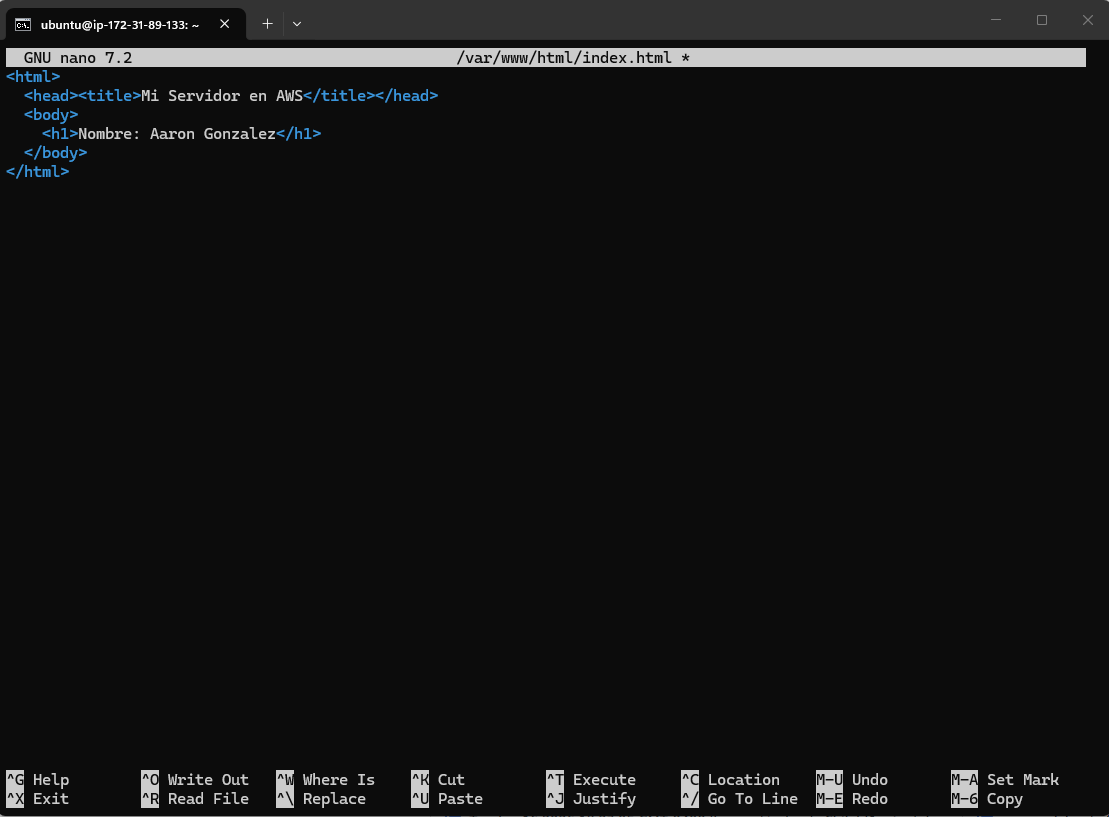 ubuntu@ip-172-31-89-133: ~
GNU nano 7.2 /var/www/html/index.html *
<html>
  <head><title>Mi Servidor en AWS</title></head>
  <body>
    <h1>Nombre: Aaron Gonzalez</h1>
  </body>
</html>
^G Help ^O Write Out ^W Where Is ^K Cut ^T Execute ^C Location M-U Undo M-A Set Mark
^X Exit ^R Read File ^\ Replace ^U Paste ^J Justify ^/ Go To Line M-E Redo M-6 Copy